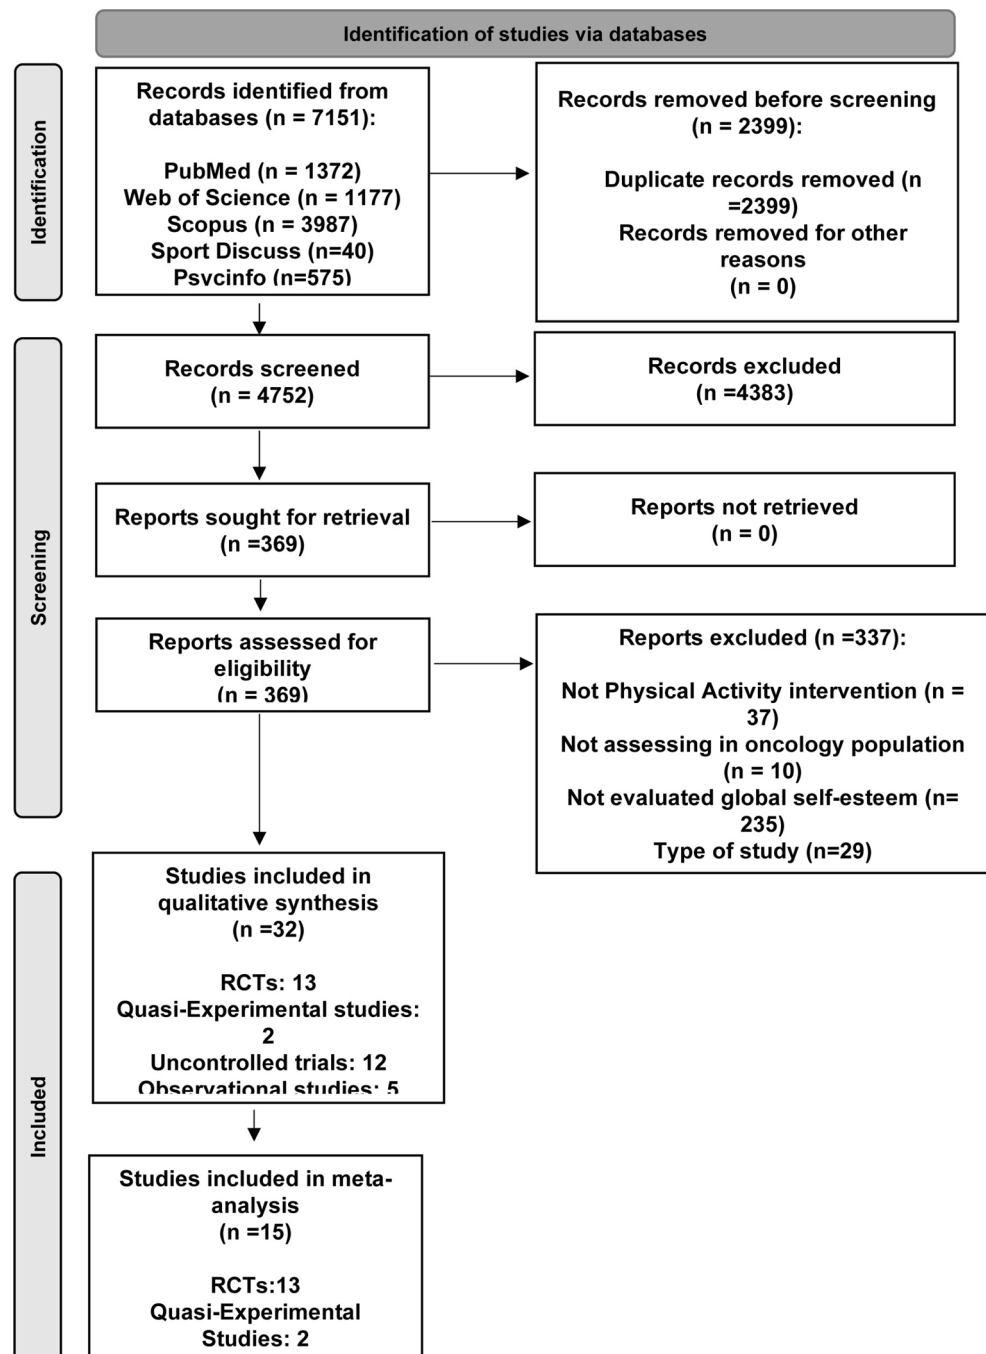 Identification of studies via databases
Identification
Records identified from
databases (n = 7151):
PubMed (n = 1372)
Web of Science (n = 1177)
Scopus (n = 3987)
Sport Discuss (n=40)
Psycinfo (n=575)
Records removed before screening
(n = 2399):
Duplicate records removed (n
=2399)
Records removed for other
reasons
(n = 0)
Screening
Records screened
(n = 4752)
Records excluded
(n =4383)
Reports sought for retrieval
(n =369)
Reports not retrieved
(n = 0)
Reports assessed for
eligibility
(n = 369)
Reports excluded (n =337):
Not Physical Activity intervention (n =
37)
Not assessing in oncology population
(n = 10)
Not evaluated global self-esteem (n=
235)
Type of study (n=29)
Included
Studies included in
qualitative synthesis
(n =32)
RCTs: 13
Quasi-Experimental studies:
2
Uncontrolled trials: 12
Observational studies: 5
Studies included in meta-
analysis
(n =15)
RCTs:13
Quasi-Experimental
Studies: 2